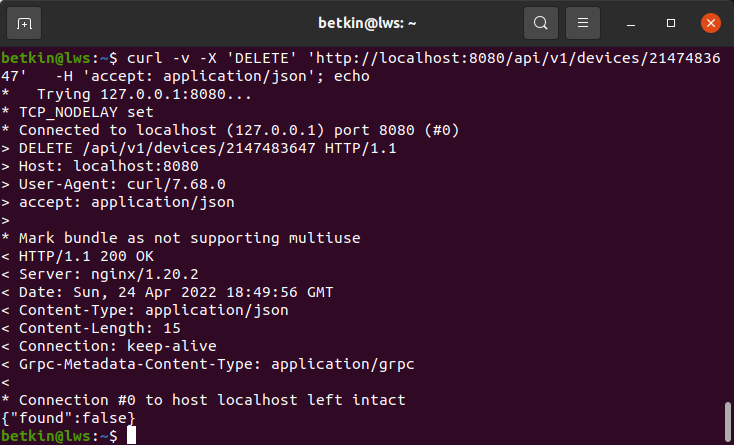 betkin@lws: ~
betkin@lws:~$ curl -v -X 'DELETE' 'http://localhost:8080/api/v1/devices/21474836
47'   -H 'accept: application/json'; echo
*   Trying 127.0.0.1:8080...
* TCP_NODELAY set
* Connected to localhost (127.0.0.1) port 8080 (#0)
> DELETE /api/v1/devices/2147483647 HTTP/1.1
> Host: localhost:8080
> User-Agent: curl/7.68.0
> accept: application/json
>
* Mark bundle as not supporting multiuse
< HTTP/1.1 200 OK
< Server: nginx/1.20.2
< Date: Sun, 24 Apr 2022 18:49:56 GMT
< Content-Type: application/json
< Content-Length: 15
< Connection: keep-alive
< Grpc-Metadata-Content-Type: application/grpc
<
* Connection #0 to host localhost left intact
{"found":false}
betkin@lws:~$